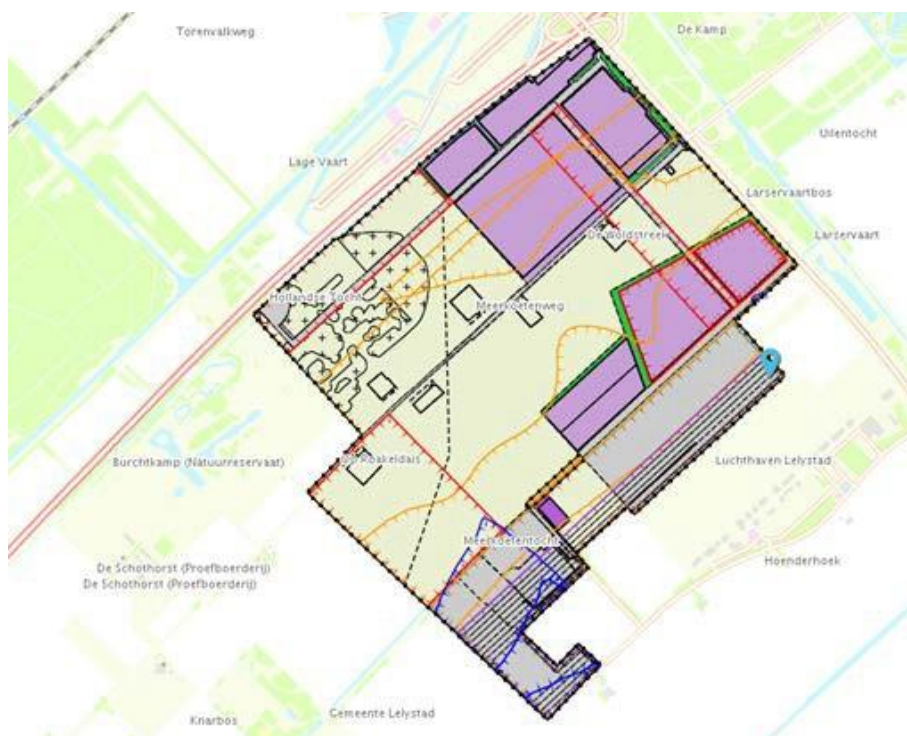 Torenvalkweg
De Kamp
Uilentocht
Lage Vaart
Larservaartbos
De Woldstreek
Larservaart
Hollandse Tocht
Meerkoetenweg
Burchtkamp (Natuurreservaat)
Luchthaven Lelystad
Meerkoetentocht
Hoenderhoek
De Schothorst (Proefboerderij)
De Schothorst (Proefboerderij)
Knarbos
Gemeente Lelystad